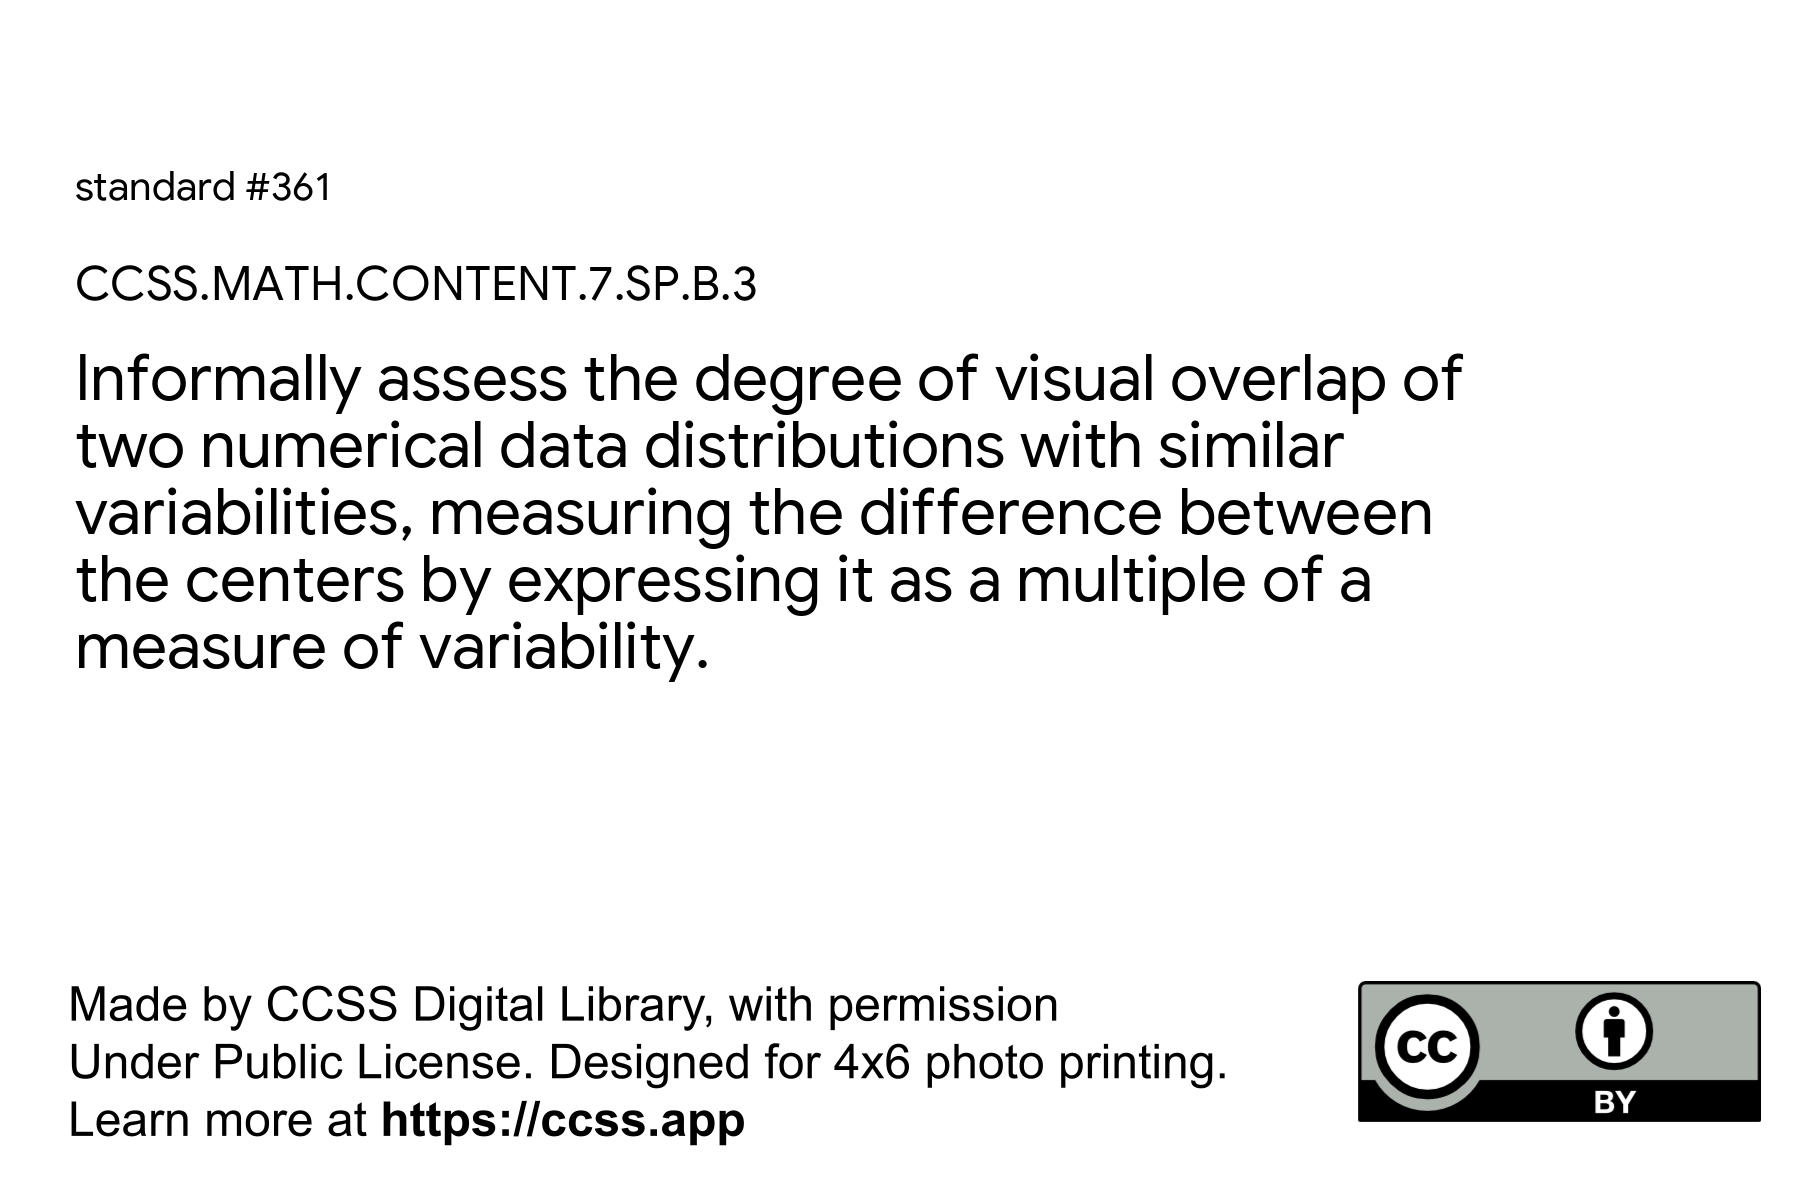 standard #361
CCSS.MATH.CONTENT.7.SP.B.3
Informally assess the degree of visual overlap of
two numerical data distributions with similar
variabilities, measuring the difference between
the centers by expressing it as a multiple of a
measure of variability.
Made by CCSS Digital Library, with permission
Under Public License. Designed for 4x6 photo printing.
Learn more at https://ccss.app
cc
BY